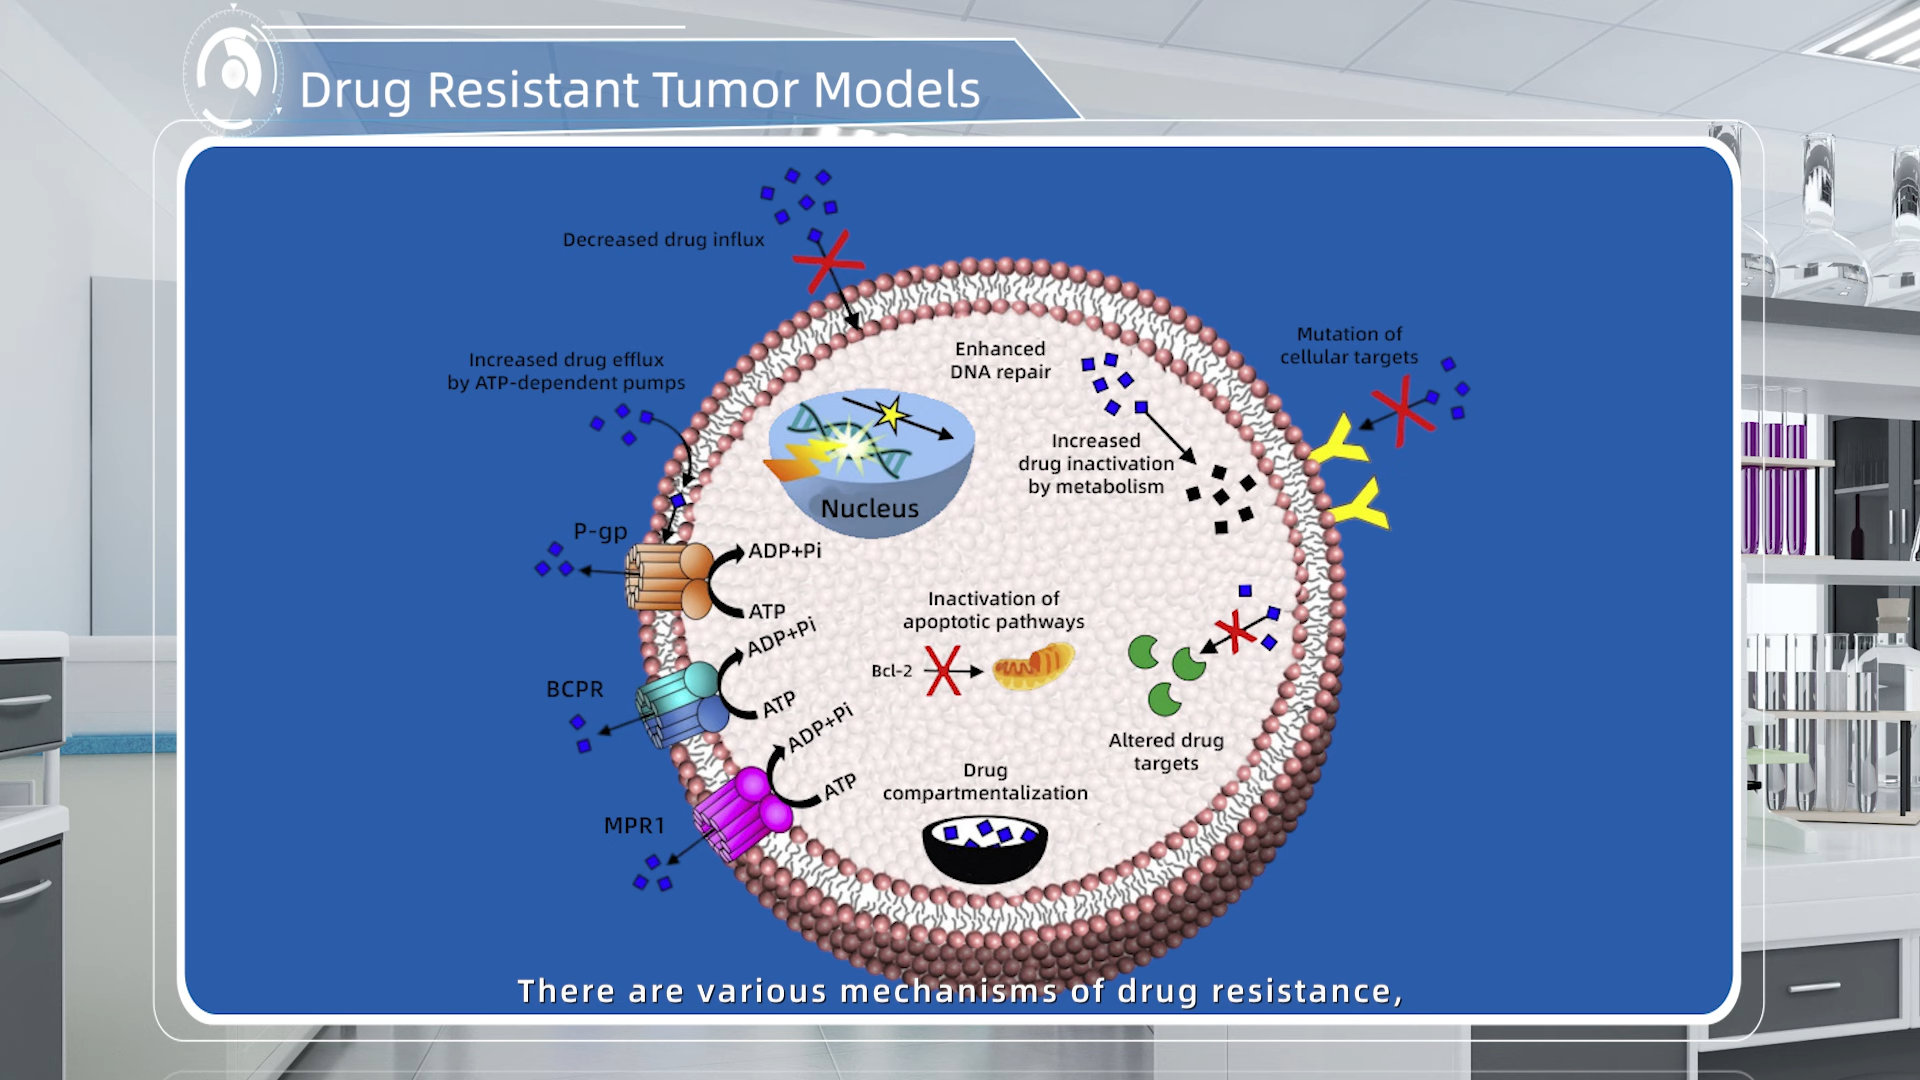 Drug Resistant Tumor Models
Decreased drug influx
Increased drug efflux
by ATP-dependent pumps
Enhanced
DNA repair
Mutation of
cellular targets
Increased
drug inactivation
by metabolism
Nucleus
P-gp
ADP+Pi
ATP
ADP+Pi
BCPR
ATP
ADP+Pi
Inactivation of
apoptotic pathways
Bcl-2
Altered drug
targets
MPR1
ATP
Drug
compartmentalization
There are various mechanisms of drug resistance,